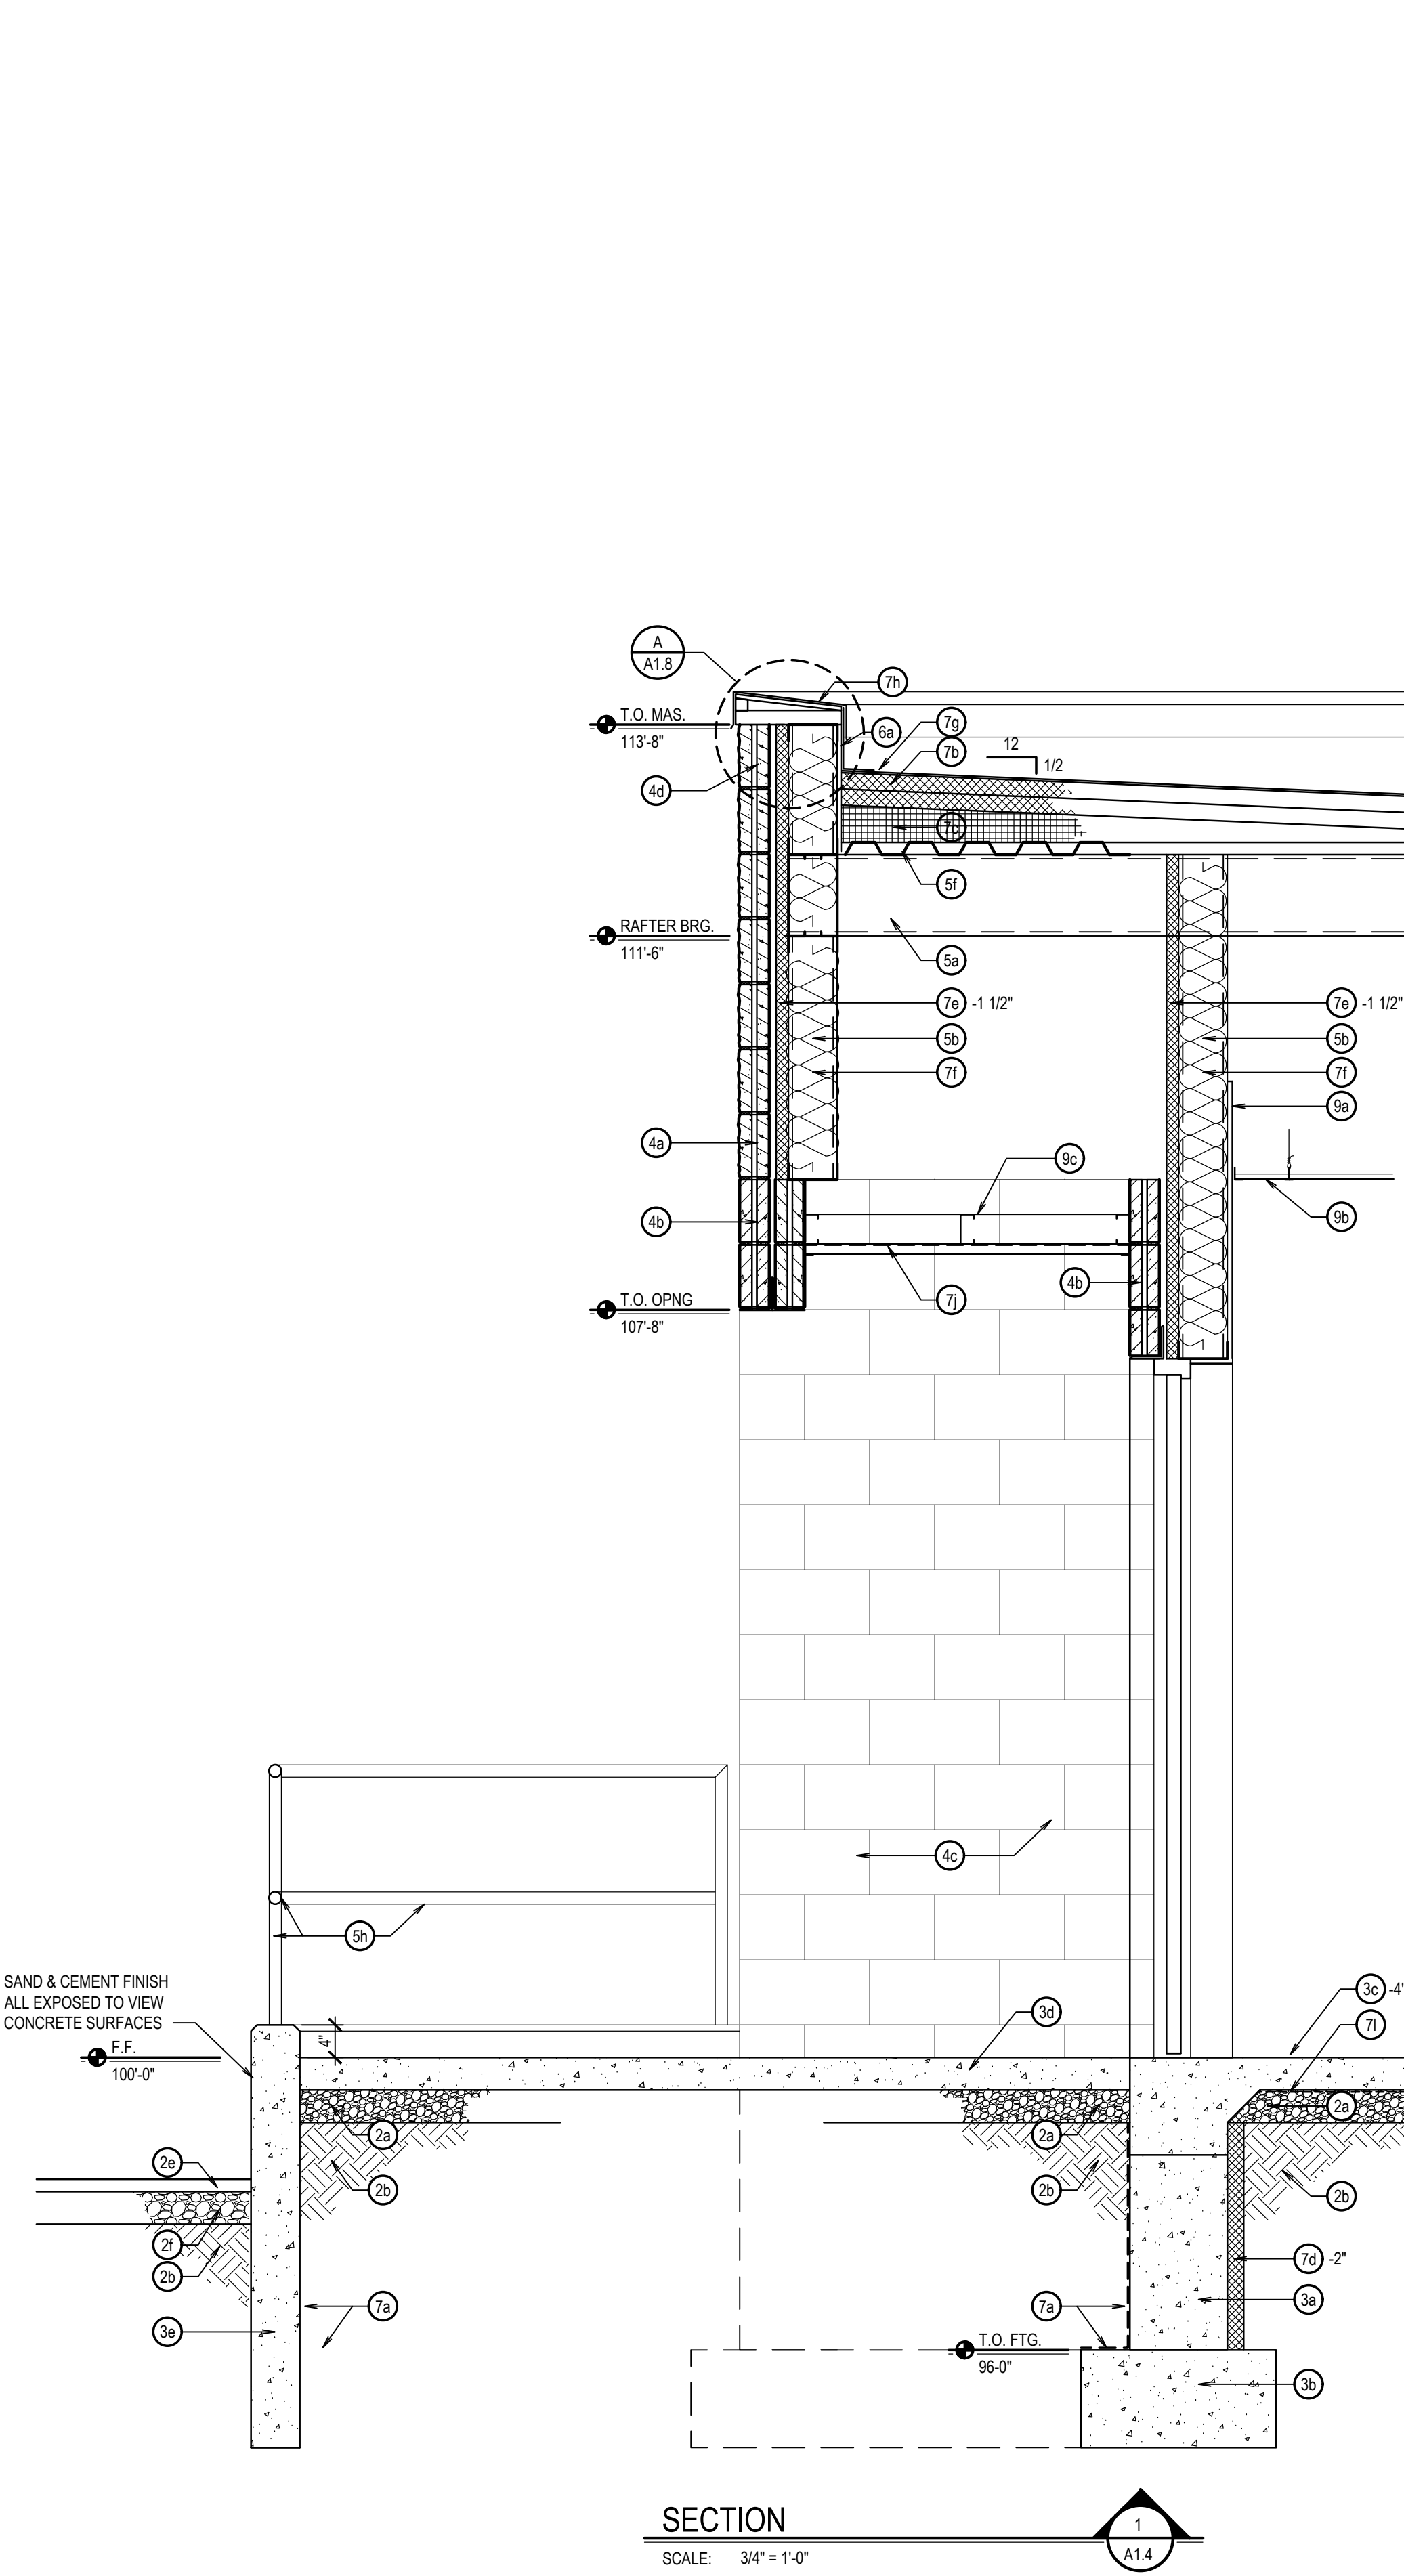 A
A1.8
7h
T.O. MAS.
113'-8"
6a
7g
7b
12
1/2
4d
7c
5f
RAFTER BRG.
111'-6"
5a
7e -1 1/2"
7e -1 1/2"
5b
5b
7f
7f
9a
4a
9c
4b
9b
4b
7j
T.O. OPNG
107'-8"
4c
5h
SAND & CEMENT FINISH
ALL EXPOSED TO VIEW
CONCRETE SURFACES
3c -4"
3d
7l
4"
F.F.
100'-0"
2a
2a
2a
2e
2b
2b
2b
2f
2b
7d -2"
3a
7a
7a
3e
T.O. FTG.
96-0"
3b
SECTION
SCALE: 3/4" = 1'-0"
1
A1.4